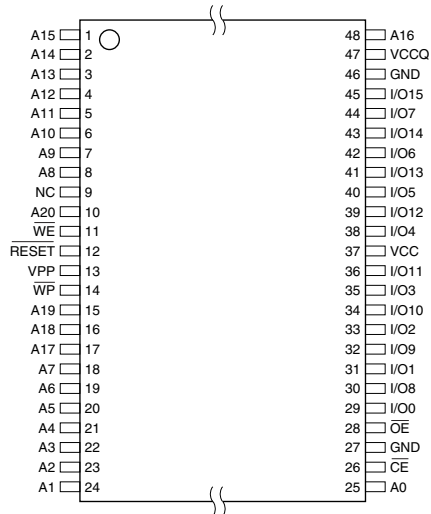 A15 1 48 A16
A14 2 47 VCCQ
A13 3 46 GND
A12 4 45 I/O15
A11 5 44 I/O7
A10 6 43 I/O14
A9 7 42 I/O6
A8 8 41 I/O13
NC 9 40 I/O5
A20 10 39 I/O12
WE 11 38 I/O4
RESET 12 37 VCC
VPP 13 36 I/O11
WP 14 35 I/O3
A19 15 34 I/O10
A18 16 33 I/O2
A17 17 32 I/O9
A7 18 31 I/O1
A6 19 30 I/O8
A5 20 29 I/O0
A4 21 28 OE
A3 22 27 GND
A2 23 26 CE
A1 24 25 A0